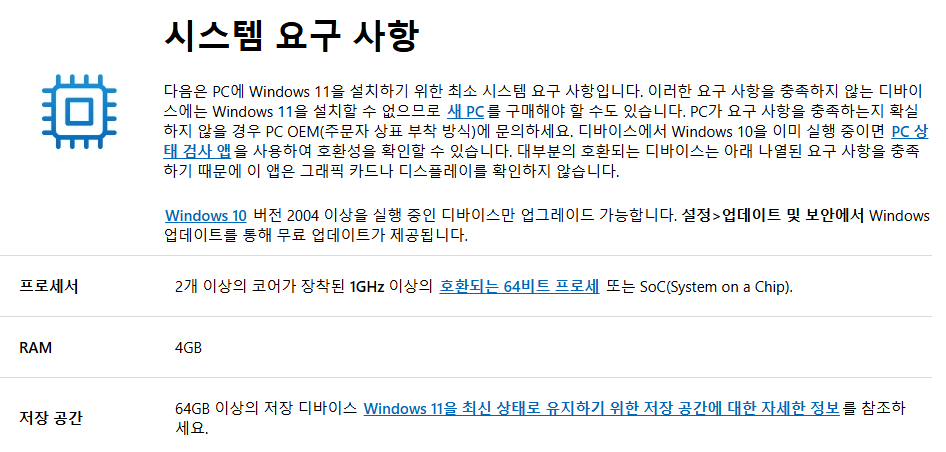 시스템 요구 사항
다음은 PC에 Windows 11을 설치하기 위한 최소 시스템 요구 사항입니다. 이러한 요구 사항을 충족하지 않는 디바이
스에는 Windows 11을 설치할 수 없으므로 새 PC를 구매해야 할 수도 있습니다. PC가 요구 사항을 충족하는지 확실
하지 않을 경우 PC OEM(주문자 상표 부착 방식)에 문의하세요. 디바이스에서 Windows 10을 이미 실행 중이면 PC 상
태 검사 앱을 사용하여 호환성을 확인할 수 있습니다. 대부분의 호환되는 디바이스는 아래 나열된 요구 사항을 충족
하기 때문에 이 앱은 그래픽 카드나 디스플레이를 확인하지 않습니다.
Windows 10 버전 2004 이상을 실행 중인 디바이스만 업그레이드 가능합니다. 설정>업데이트 및 보안에서 Windows
업데이트를 통해 무료 업데이트가 제공됩니다.
프로세서 2개 이상의 코어가 장착된 1GHz 이상의 호환되는 64비트 프로세 또는 SoC(System on a Chip).
RAM 4GB
저장 공간 64GB 이상의 저장 디바이스 Windows 11을 최신 상태로 유지하기 위한 저장 공간에 대한 자세한 정보를 참조하
세요.